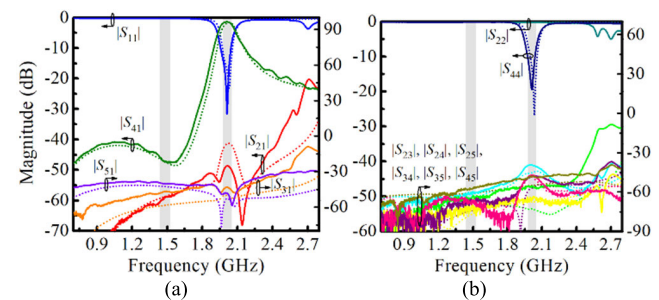 0
-10
-20
-30
-40
-50
-60
-70
90
60
30
0
-30
-60
-90
Magnitude (dB)
|S11|
|S41|
|S21|
|S51|
|S31|
0.9 1.2 1.5 1.8 2.1 2.4 2.7
Frequency (GHz)
(a)
0
-10
-20
-30
-40
-50
-60
60
30
0
-30
-60
-90
|S22|
|S44|
|S23|, |S24|, |S25|,
|S34|, |S35|, |S45|
0.9 1.2 1.5 1.8 2.1 2.4 2.7
Frequency (GHz)
(b)